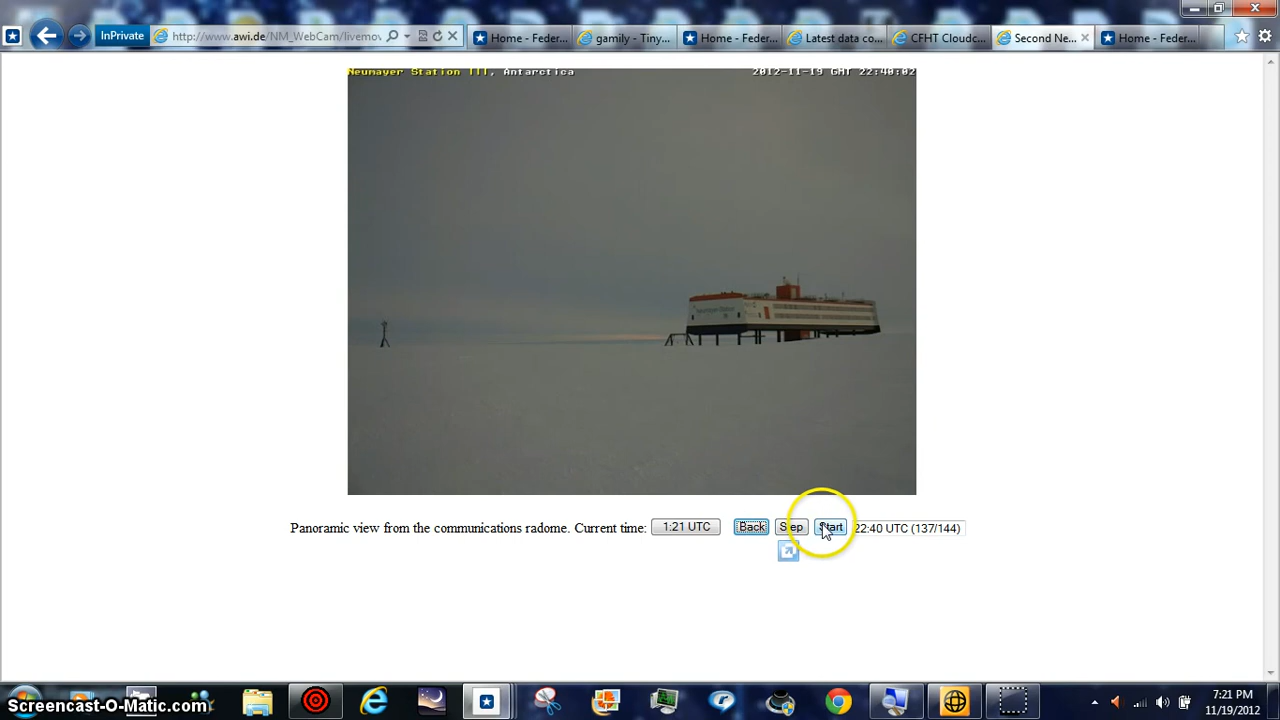 InPrivate
http://www.awi.de/NM_WebCam/livemov
Home - Feder...
gamily - Tiny...
Home - Feder...
Latest data co...
CFHT Cloudc...
Second Ne...
Home - Feder...
Neumayer Station III, Antarctica
2012-11-19 GMT 22:40:02
Panoramic view from the communications radome. Current time: 1:21 UTC Back Step Start 22:40 UTC (137/144)
7:21 PM
11/19/2012
Screencast-O-Matic.com